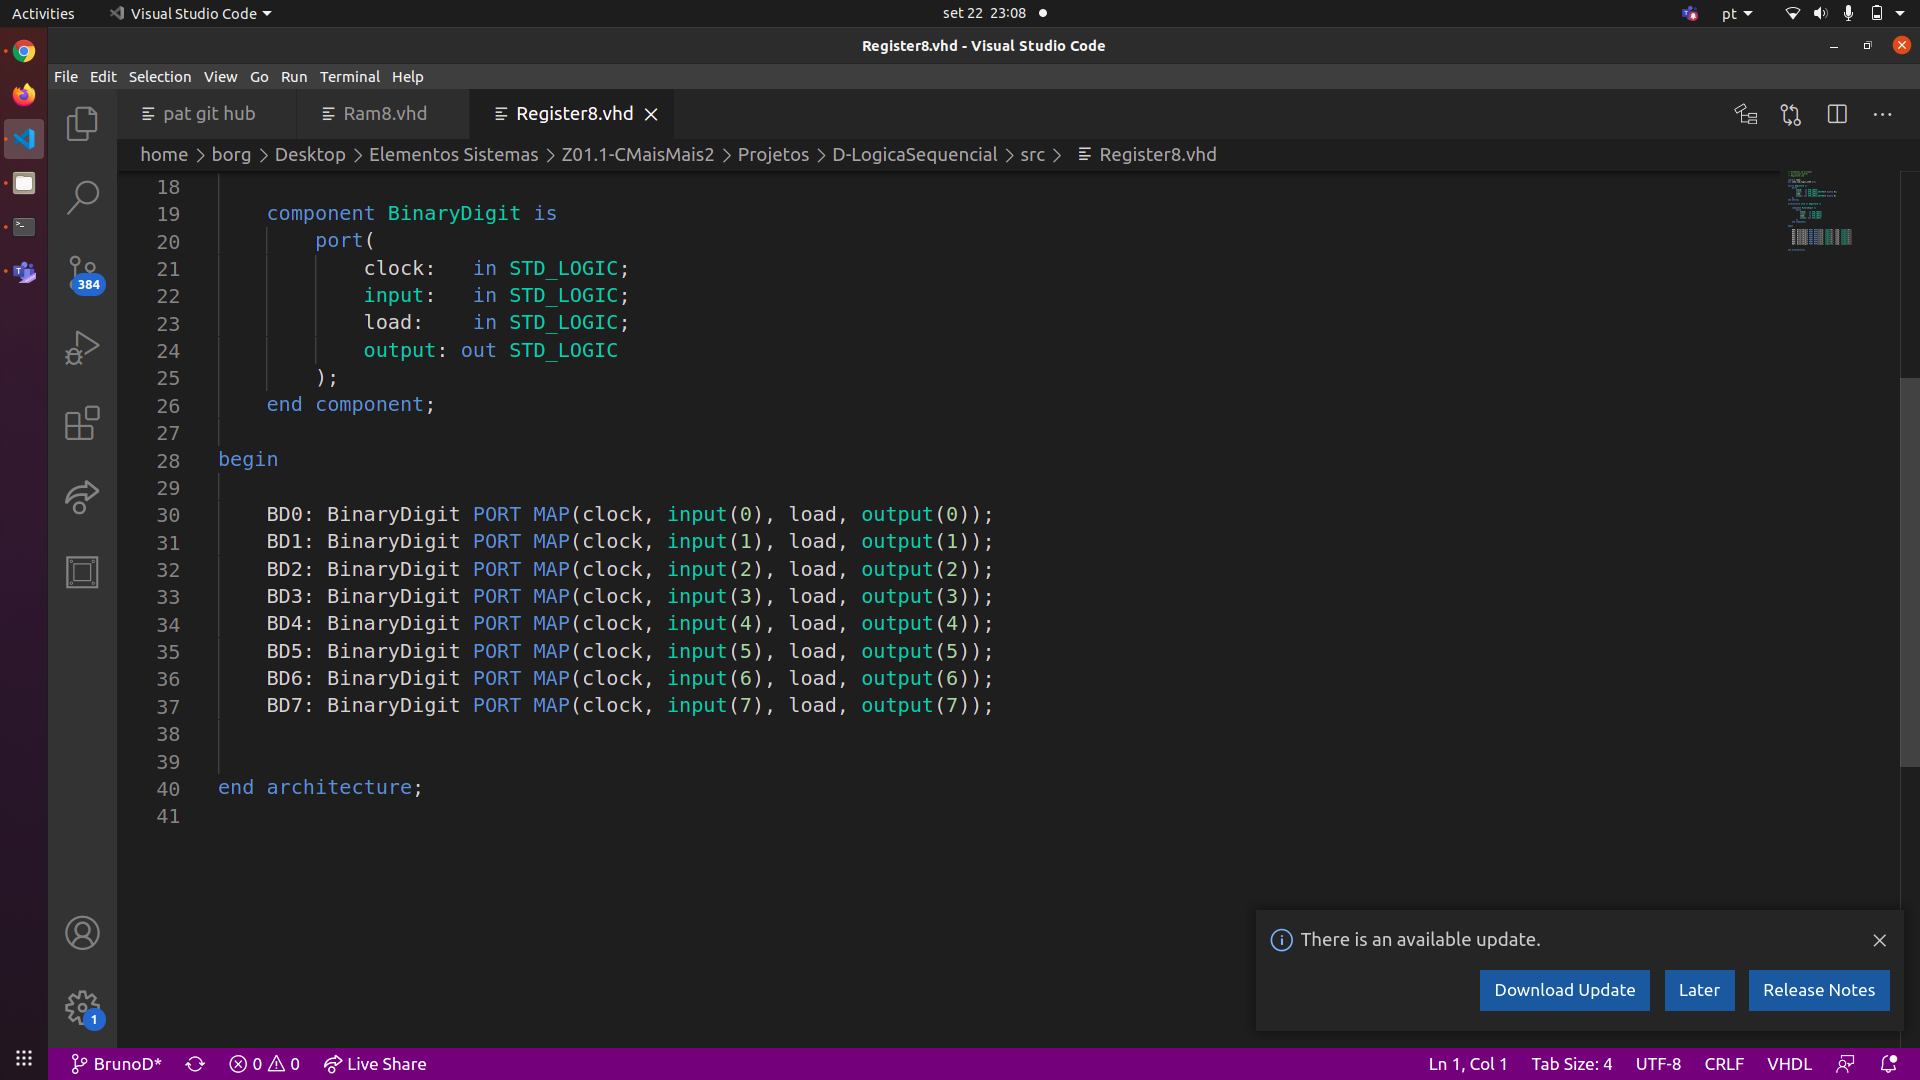 Activities
Visual Studio Code
set 22 23:08
pt
Register8.vhd - Visual Studio Code
File Edit Selection View Go Run Terminal Help
pat git hub
Ram8.vhd
Register8.vhd
home > borg > Desktop > Elementos Sistemas > Z01.1-CMaisMais2 > Projetos > D-LogicaSequencial > src > Register8.vhd
18
19 component BinaryDigit is
20 port(
21 clock: in STD_LOGIC;
22 input: in STD_LOGIC;
23 load: in STD_LOGIC;
24 output: out STD_LOGIC
25 );
26 end component;
27
28 begin
29
30 BD0: BinaryDigit PORT MAP(clock, input(0), load, output(0));
31 BD1: BinaryDigit PORT MAP(clock, input(1), load, output(1));
32 BD2: BinaryDigit PORT MAP(clock, input(2), load, output(2));
33 BD3: BinaryDigit PORT MAP(clock, input(3), load, output(3));
34 BD4: BinaryDigit PORT MAP(clock, input(4), load, output(4));
35 BD5: BinaryDigit PORT MAP(clock, input(5), load, output(5));
36 BD6: BinaryDigit PORT MAP(clock, input(6), load, output(6));
37 BD7: BinaryDigit PORT MAP(clock, input(7), load, output(7));
38
39
40 end architecture;
41
384
1
There is an available update.
Download Update
Later
Release Notes
BrunoD*
0 0
Live Share
Ln 1, Col 1
Tab Size: 4
UTF-8
CRLF
VHDL